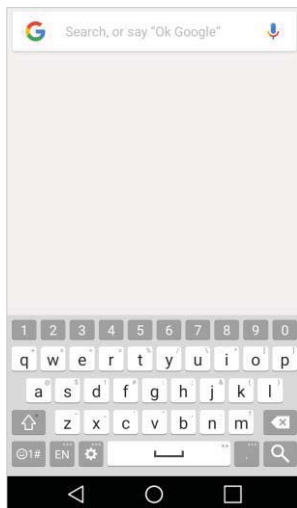 G Search, or say "Ok Google"
1 2 3 4 5 6 7 8 9 0
q w e r t y u i o p
a s d f g h j k l
z x c v b n m
☺1# EN .